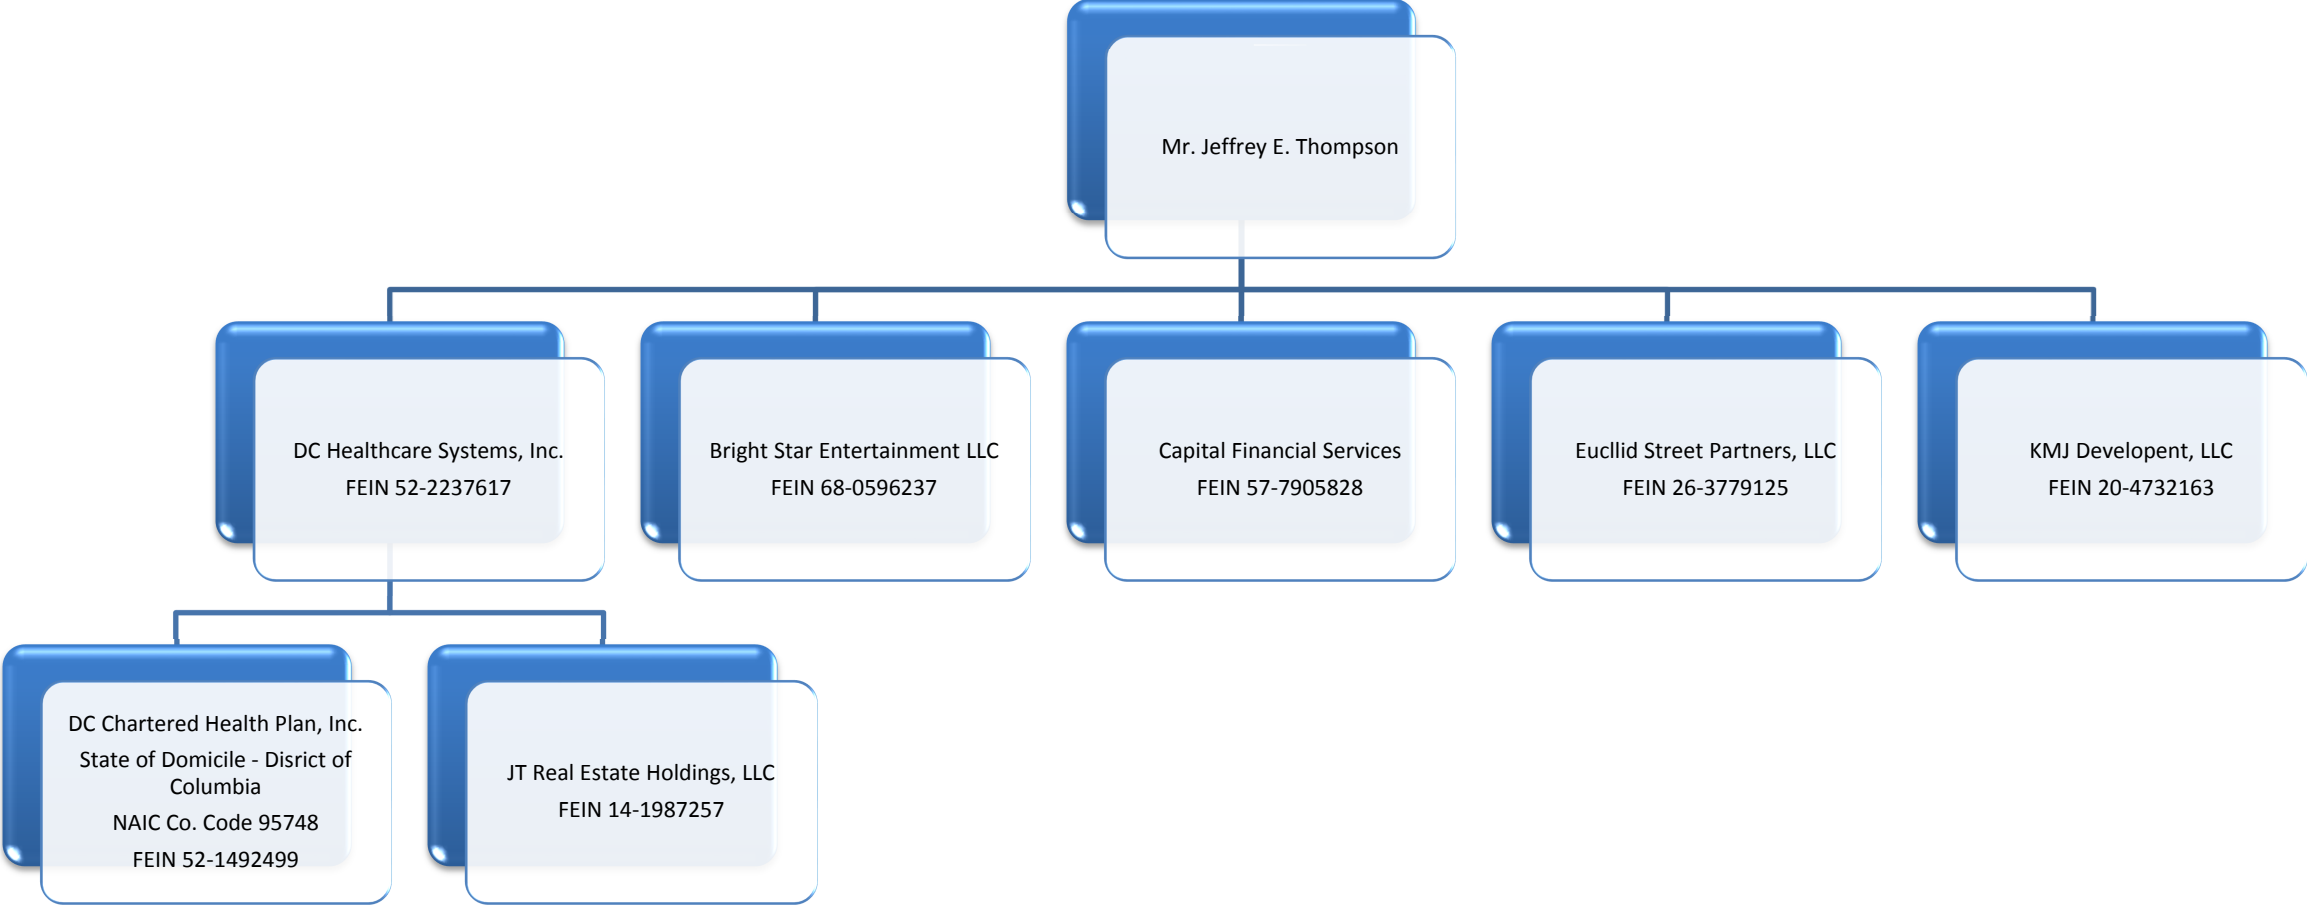 Mr. Jeffrey E. Thompson
DC Healthcare Systems, Inc.
FEIN 52-2237617
Bright Star Entertainment LLC
FEIN 68-0596237
Capital Financial Services
FEIN 57-7905828
Eucllid Street Partners, LLC
FEIN 26-3779125
KMJ Developent, LLC
FEIN 20-4732163
DC Chartered Health Plan, Inc.
State of Domicile - Disrict of
Columbia
NAIC Co. Code 95748
FEIN 52-1492499
JT Real Estate Holdings, LLC
FEIN 14-1987257